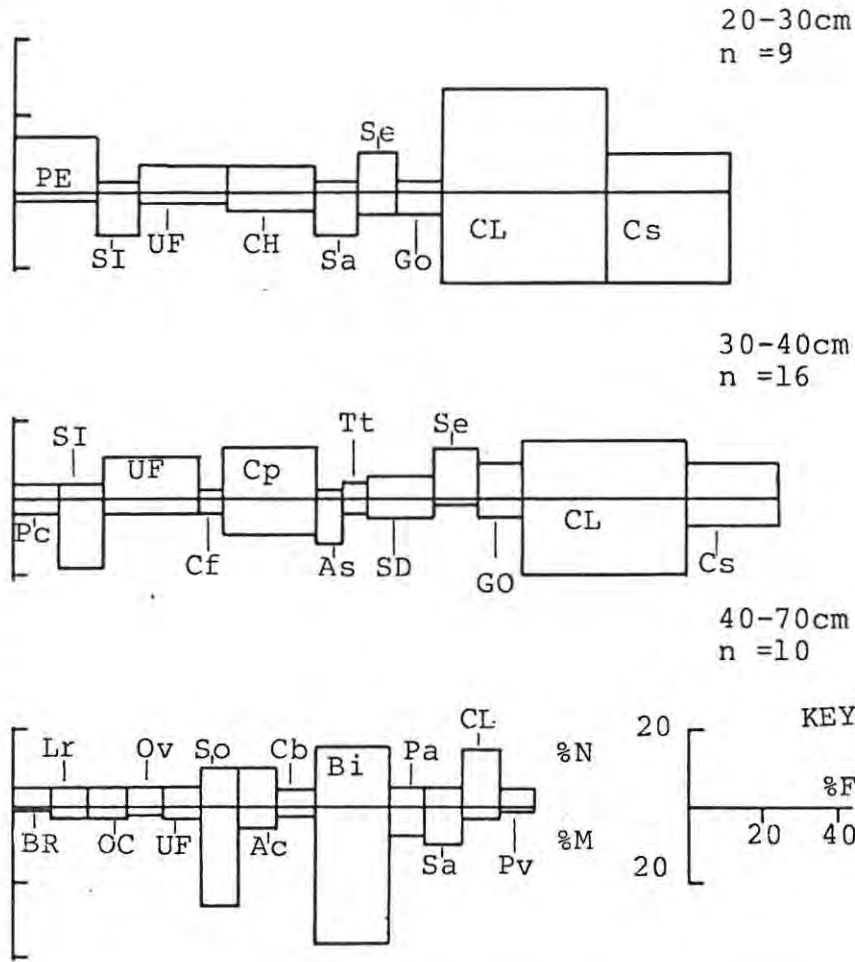 20-30cm
n =9
Se
PE
SI UF CH Sa Go CL Cs
30-40cm
n =16
SI Tt Se
UF Cp
Pc Cf As SD GO CL Cs
40-70cm
n =10
Lr Ov So Cb Bi Pa CL %N 20 KEY
%F
BR OC UF Ac Sa Pv %M 20 20 40